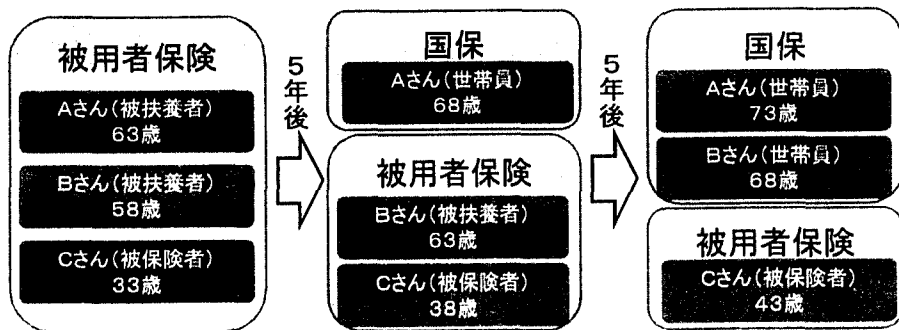 被用者保険
Aさん(被扶養者)
63歳
Bさん(被扶養者)
58歳
Cさん(被保険者)
33歳
5年後
国保
Aさん(世帯員)
68歳
被用者保険
Bさん(被扶養者)
63歳
Cさん(被保険者)
38歳
5年後
国保
Aさん(世帯員)
73歳
Bさん(世帯員)
68歳
被用者保険
Cさん(被保険者)
43歳